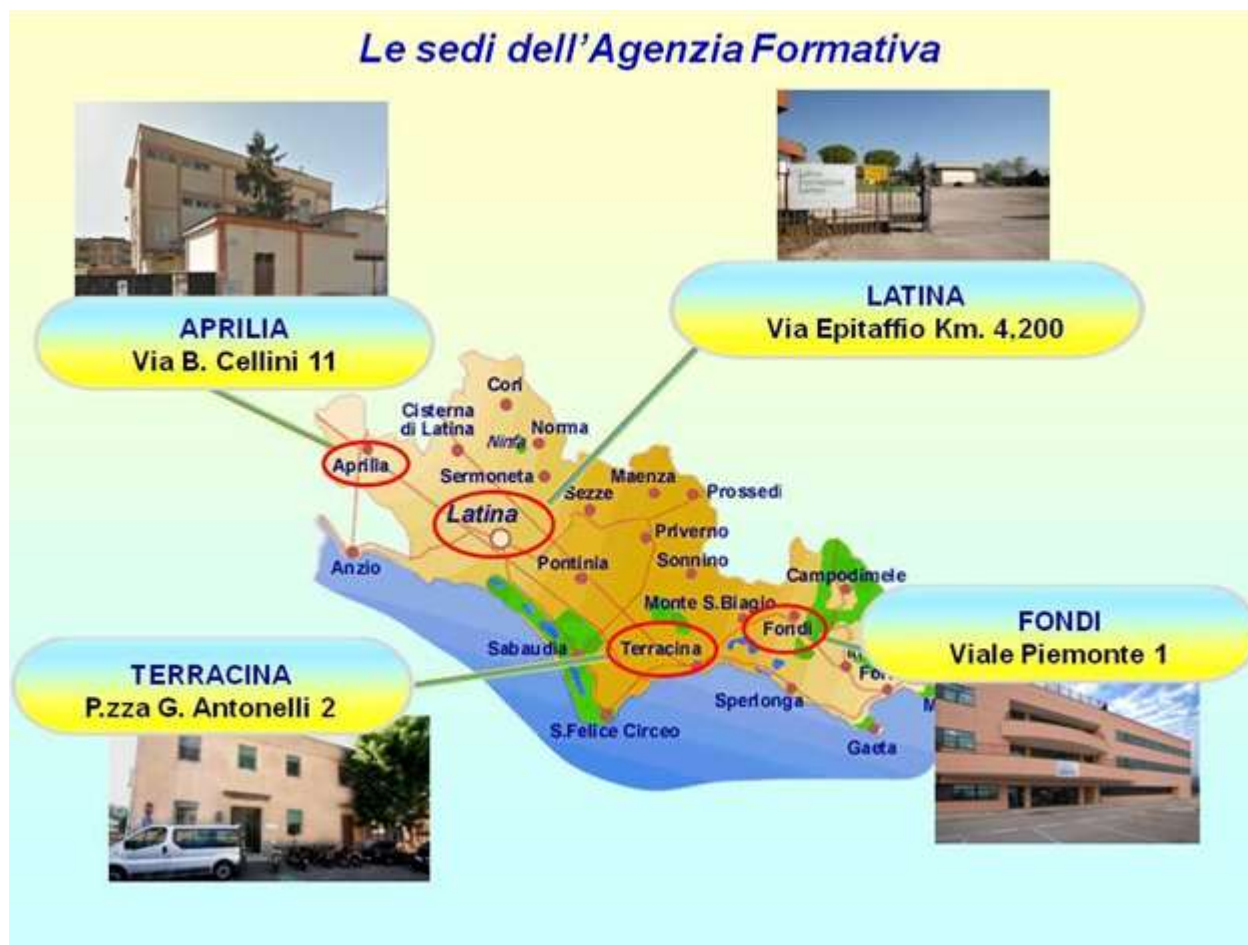 Le sedi dell'Agenzia Formativa
APRILIA
Via B. Cellini 11
LATINA
Via Epitaffio Km. 4,200
Cori
Cisterna
di Latina
Ninfa
Norma
Aprilia
Sermoneta
Maenza
Sezze
Prossedi
Latina
Priverno
Anzio
Pontinia
Sonnino
Campodimele
Monte S.Biagio
Fondi
FONDI
Viale Piemonte 1
Sabaudia
Terracina
TERRACINA
P.zza G. Antonelli 2
Sperlonga
S.Felice Circeo
Gaeta